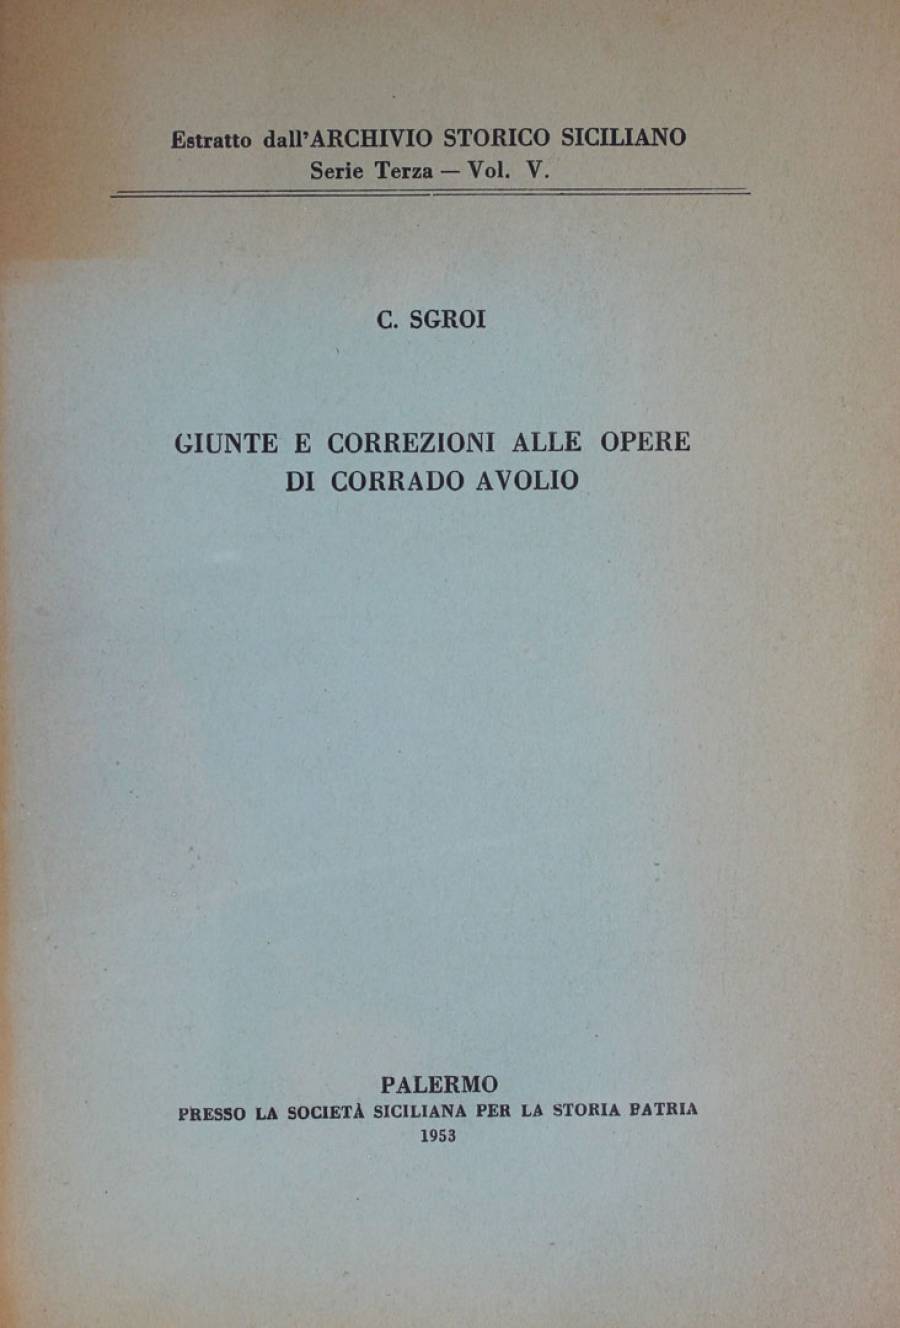 Estratto dall'ARCHIVIO STORICO SICILIANO
Serie Terza — Vol. V.
C. SGROI
GIUNTE E CORREZIONI ALLE OPERE
DI CORRADO AVOLIO
PALERMO
PRESSO LA SOCIETÀ SICILIANA PER LA STORIA PATRIA
1953